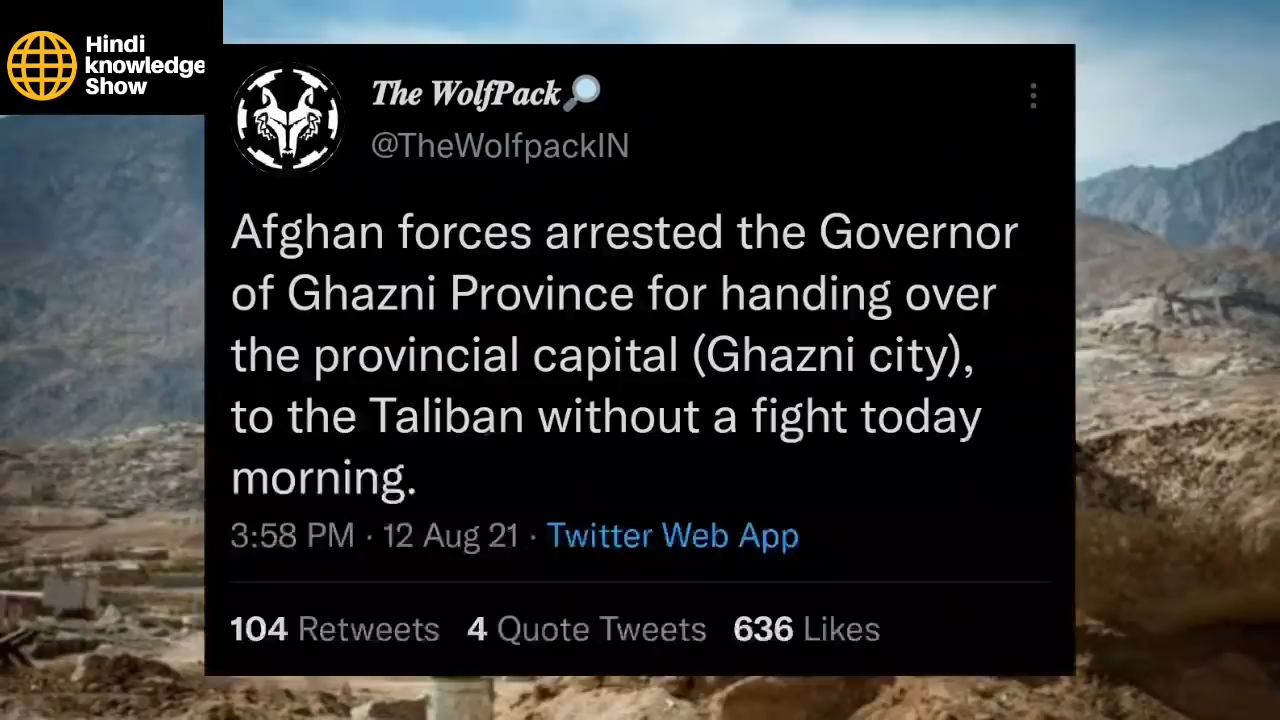 Hindi
knowledge
Show
The WolfPack🔎
@TheWolfpackIN
Afghan forces arrested the Governor
of Ghazni Province for handing over
the provincial capital (Ghazni city),
to the Taliban without a fight today
morning.
3:58 PM · 12 Aug 21 · Twitter Web App
104 Retweets 4 Quote Tweets 636 Likes